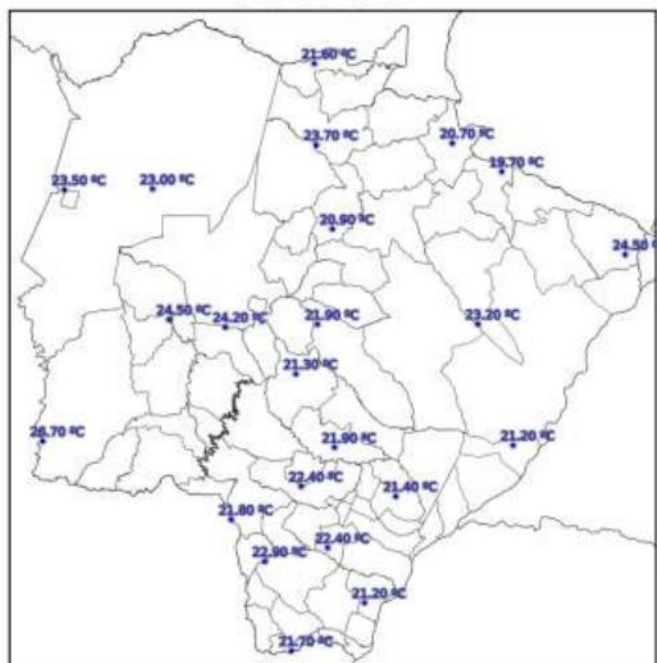 21.60 ºC
23.70 ºC
20.70 ºC
19.70 ºC
23.50 ºC
23.00 ºC
20.90 ºC
24.50 ºC
24.50 ºC
24.20 ºC
21.90 ºC
23.20 ºC
21.30 ºC
26.70 ºC
21.90 ºC
21.20 ºC
22.40 ºC
21.40 ºC
21.80 ºC
22.40 ºC
22.90 ºC
21.20 ºC
21.70 ºC